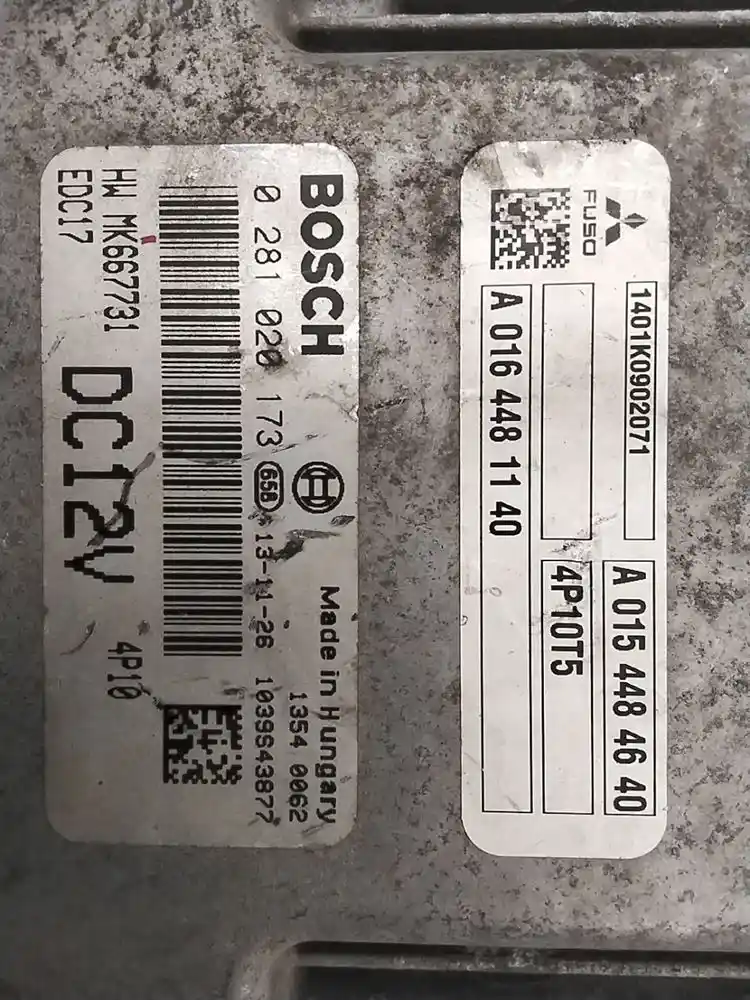 BOSCH
Made in Hungary
1354 0062
0 281 020 173 658 13-11-26 1039S43877
HW MK667731
EDC17
DC12V
4P10
FUSO
1401K0902071
A 015 448 46 40
4P10T5
A 016 448 11 40